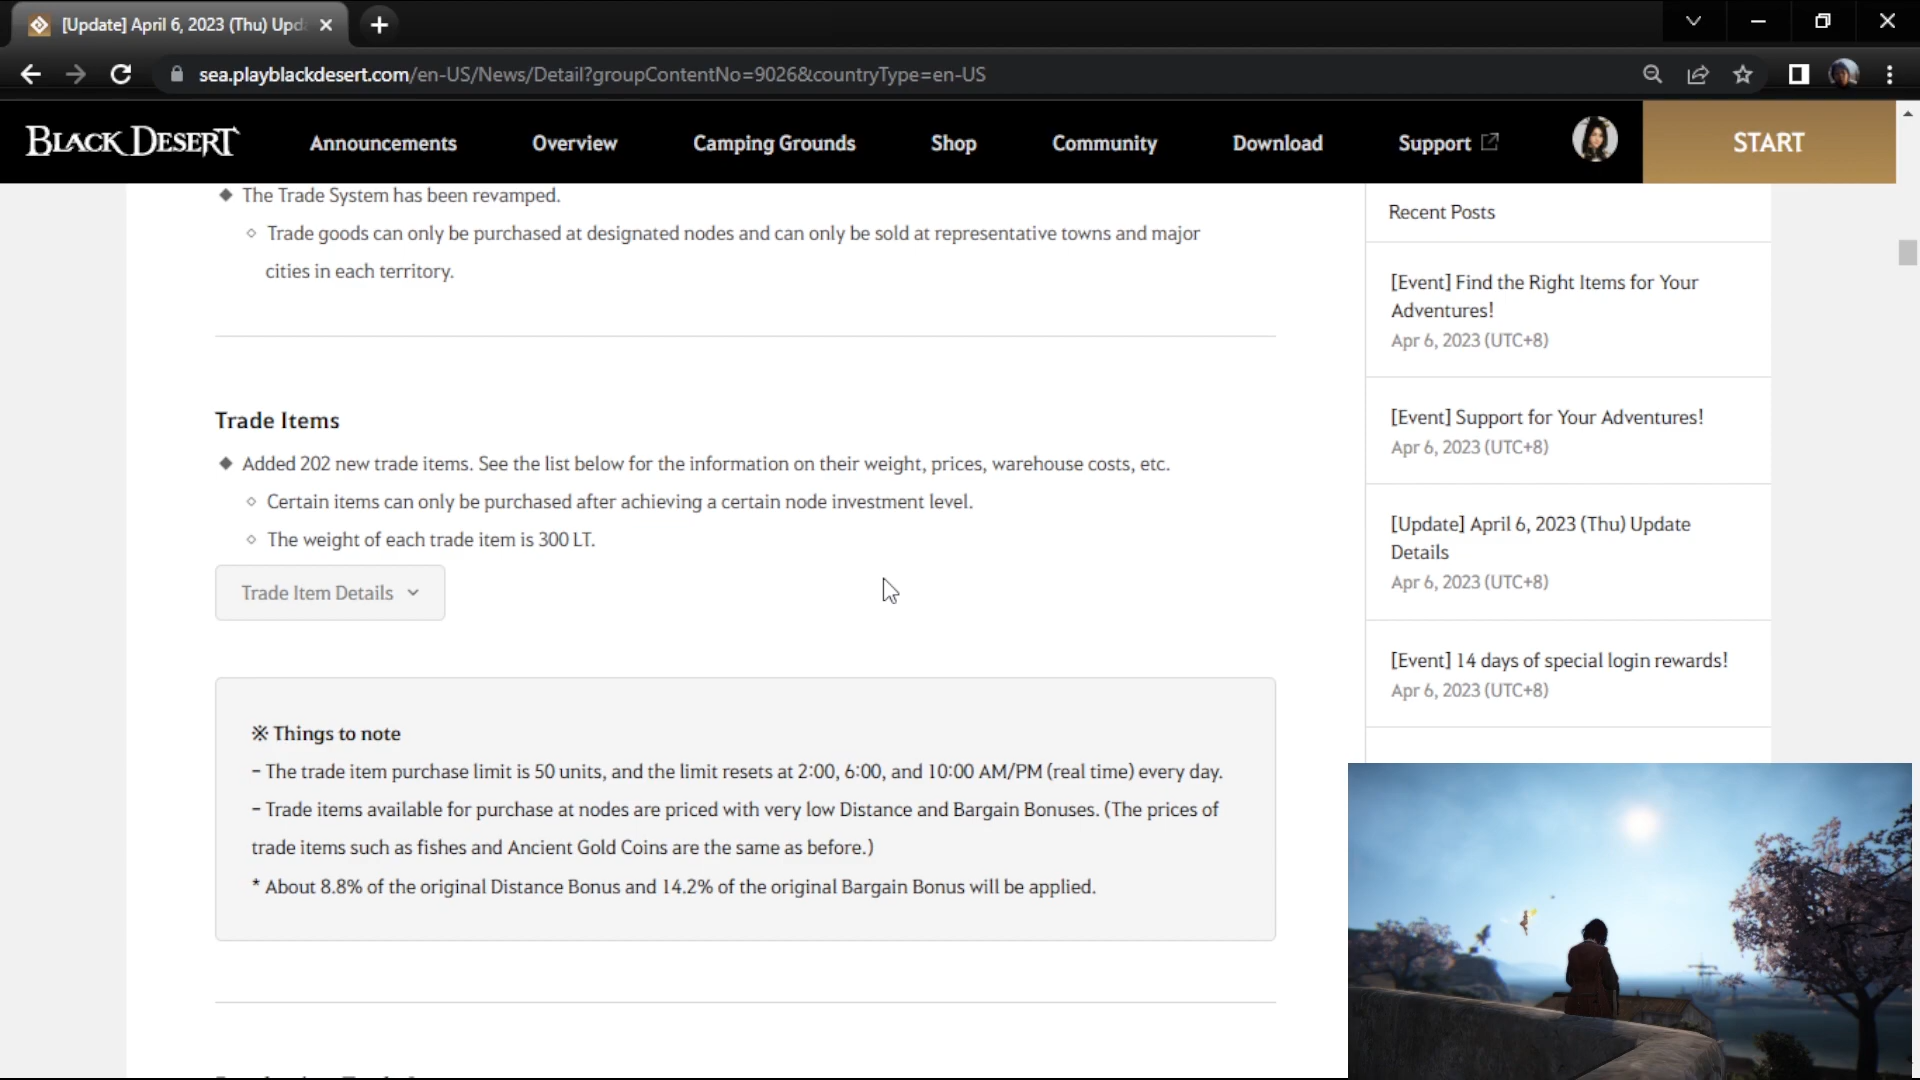 [Update] April 6, 2023 (Thu) Upd
sea.playblackdesert.com/en-US/News/Detail?groupContentNo=9026&countryType=en-US
BLACK DESERT
Announcements
Overview
Camping Grounds
Shop
Community
Download
Support
START
◆ The Trade System has been revamped.
◇ Trade goods can only be purchased at designated nodes and can only be sold at representative towns and major
cities in each territory.
Trade Items
◆ Added 202 new trade items. See the list below for the information on their weight, prices, warehouse costs, etc.
◇ Certain items can only be purchased after achieving a certain node investment level.
◇ The weight of each trade item is 300 LT.
Trade Item Details
※ Things to note
– The trade item purchase limit is 50 units, and the limit resets at 2:00, 6:00, and 10:00 AM/PM (real time) every day.
– Trade items available for purchase at nodes are priced with very low Distance and Bargain Bonuses. (The prices of
trade items such as fishes and Ancient Gold Coins are the same as before.)
* About 8.8% of the original Distance Bonus and 14.2% of the original Bargain Bonus will be applied.
Recent Posts
[Event] Find the Right Items for Your
Adventures!
Apr 6, 2023 (UTC+8)
[Event] Support for Your Adventures!
Apr 6, 2023 (UTC+8)
[Update] April 6, 2023 (Thu) Update
Details
Apr 6, 2023 (UTC+8)
[Event] 14 days of special login rewards!
Apr 6, 2023 (UTC+8)